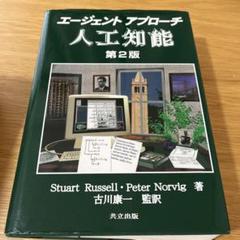 エージェントアプローチ
人工知能
第2版
Stuart Russell・Peter Norvig 著
古川康一 監訳
共立出版